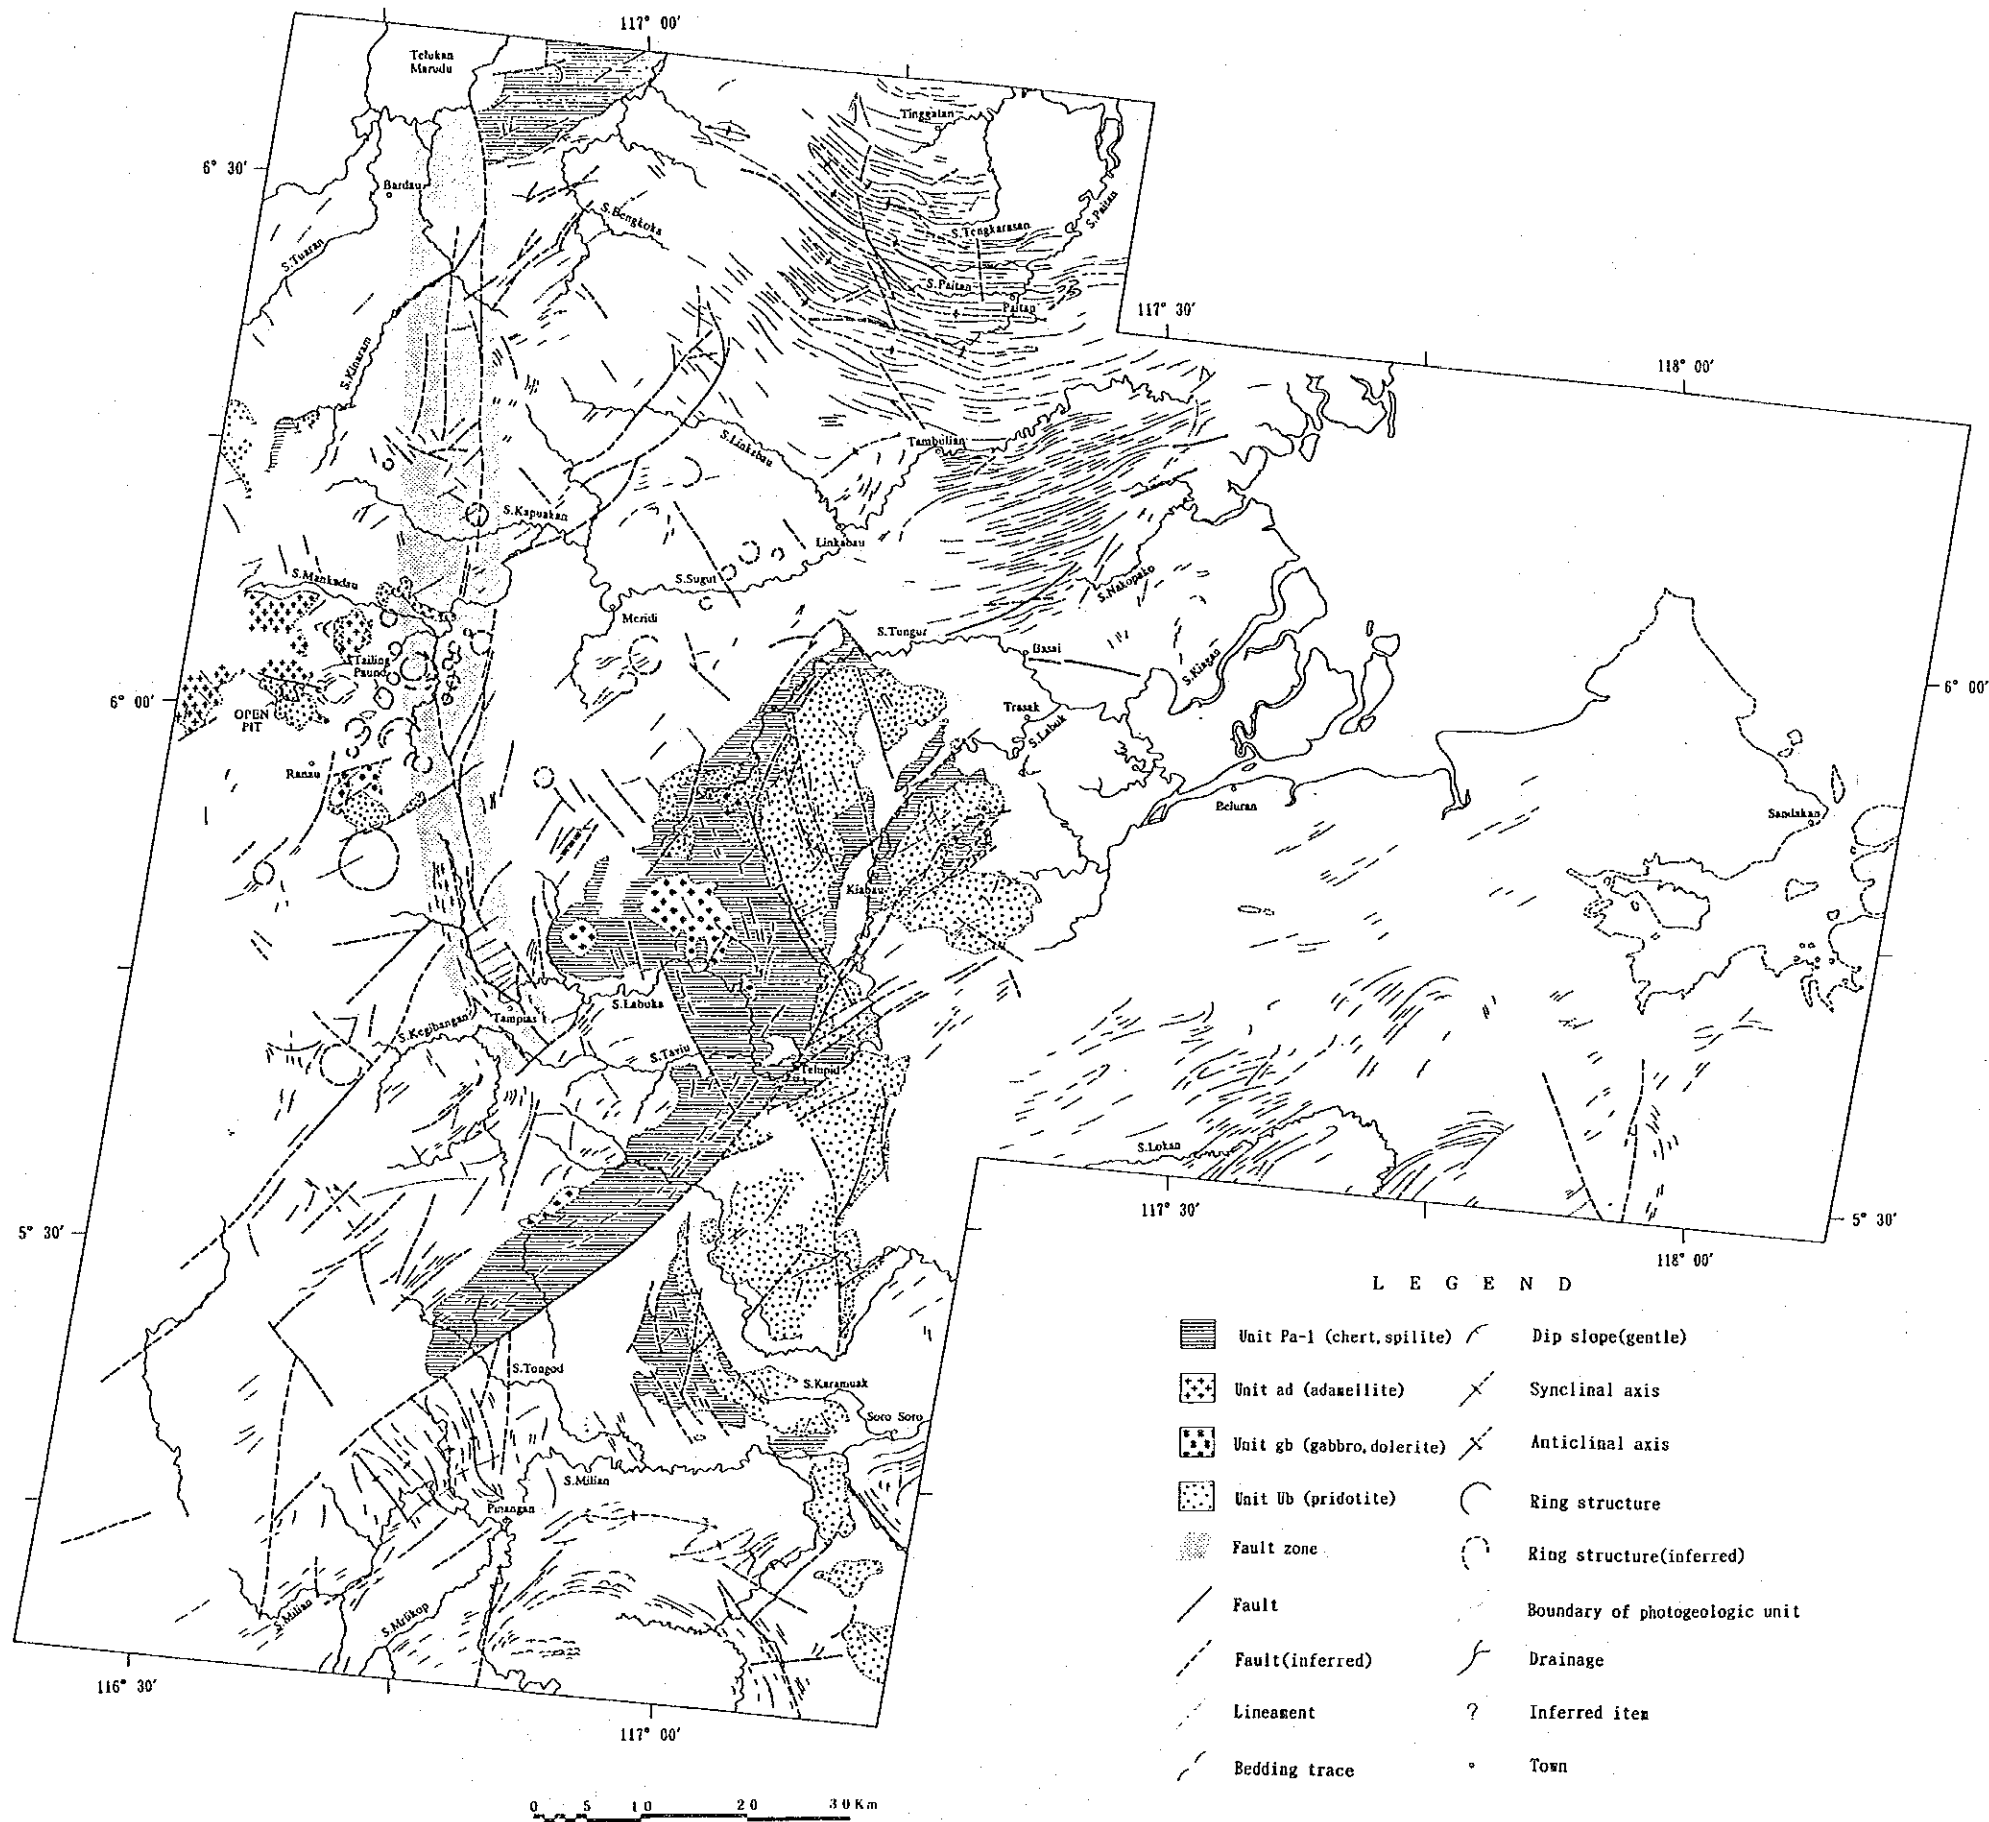 117° 00'
Telukan
Marudu
Tinggalan
6° 30'
Bardau
S.Bengkoka
S.Paitan
S.Tuaran
S.Tengkarasan
S.Paitan
Paitan
117° 30'
S.Kinaram
118° 00'
S.Linkabau
Tambulian
S.Kapuakan
Linkabau
S.Mankadau
S.Sugut
S.Nakopako
Meridi
S.Tungur
Basai
Tailing
Paund
S.Kiagan
6° 00'
6° 00'
OPEN
PIT
Trasak
S.Labuk
Ranau
Beluran
Sandakan
Kiabau
S.Labuka
Tampias
S.Kegibangan
S.Taviu
Telupid
S.Lokan
117° 30'
5° 30'
5° 30'
118° 00'
L E G E N D
Unit Pa-1 (chert,spilite)
Dip slope(gentle)
Unit ad (adamellite)
Synclinal axis
Unit gb (gabbro,dolerite)
Anticlinal axis
Unit Ub (pridotite)
Ring structure
Fault zone
Ring structure(inferred)
Fault
Boundary of photogeologic unit
Fault(inferred)
Drainage
Lineament
? Inferred item
Bedding trace
Town
S.Tongod
S.Karamuak
Soro Soro
S.Milian
Pinangan
S.Milian
116° 30'
117° 00'
0 5 10 20 30Km